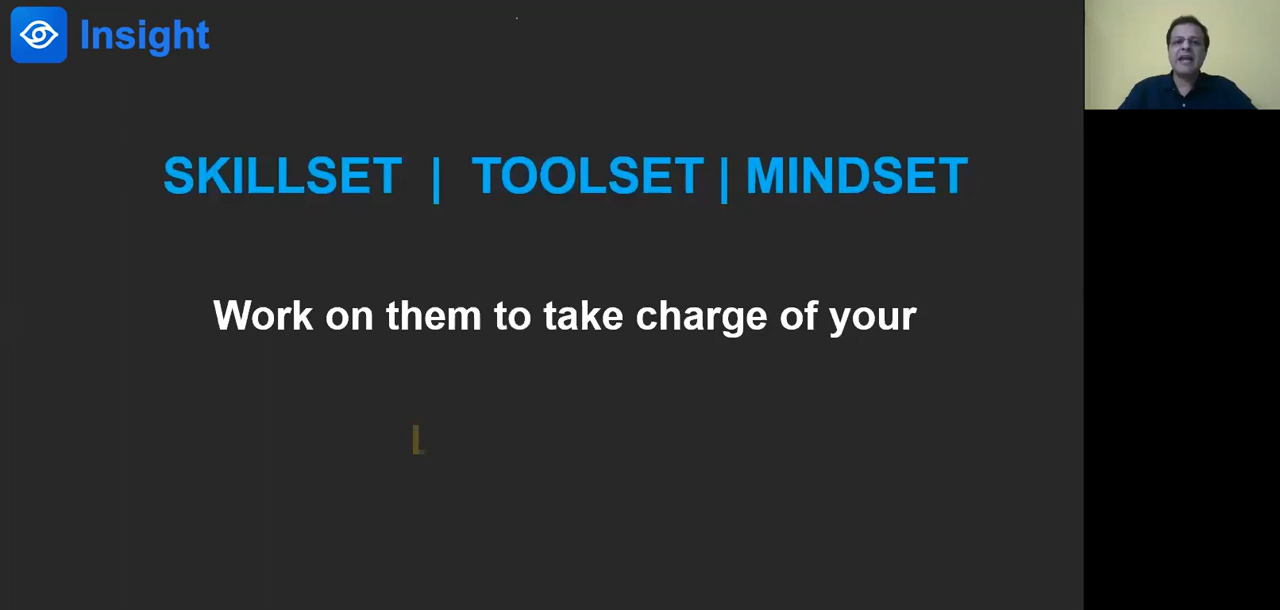 Insight
SKILLSET | TOOLSET | MINDSET
Work on them to take charge of your
L